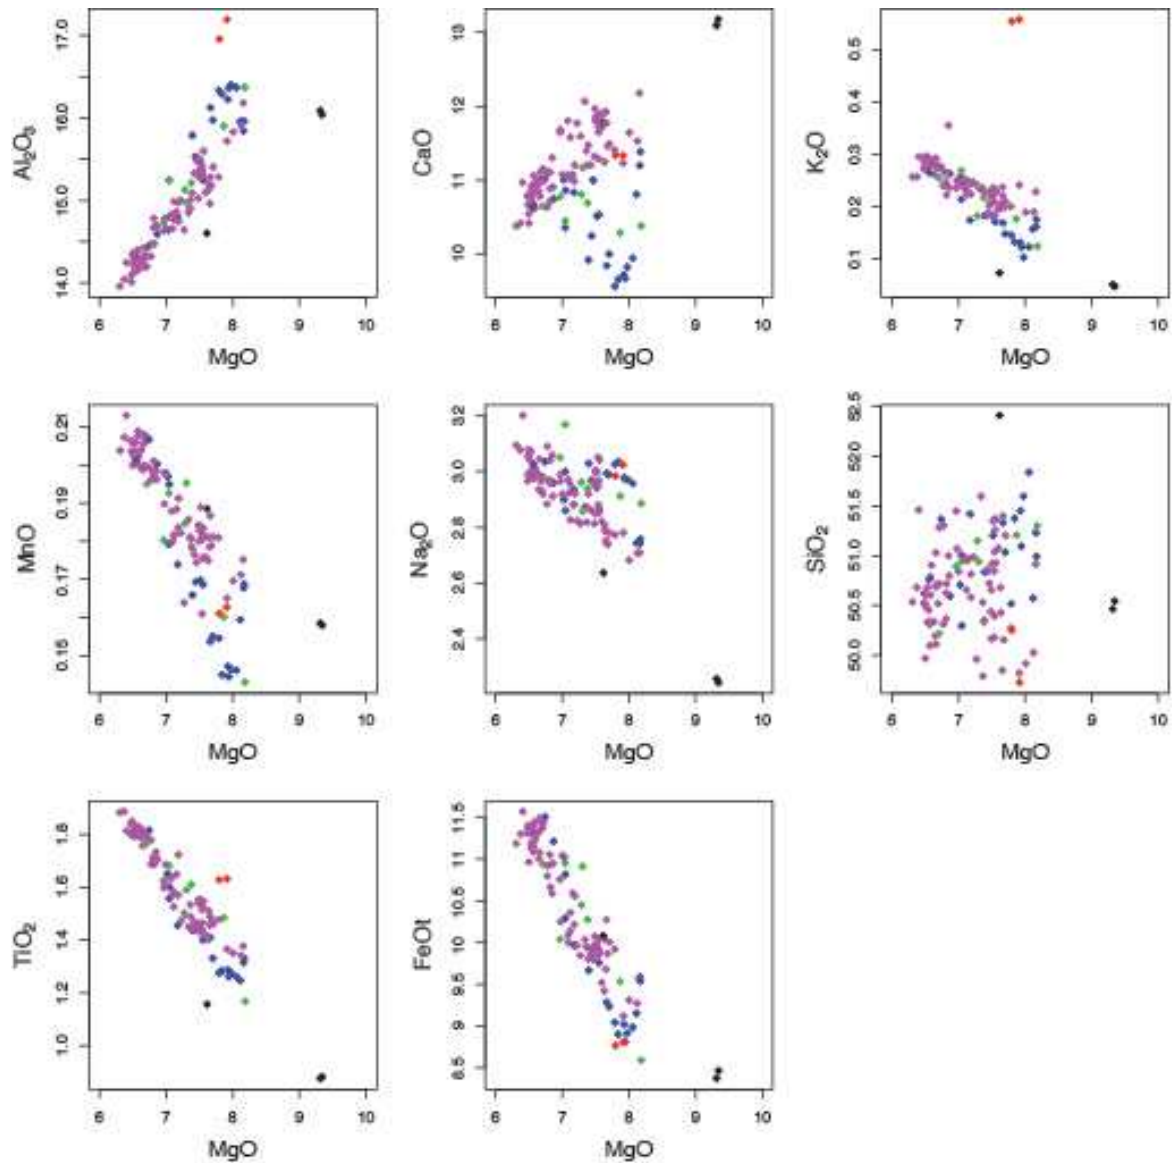 Al₂O₃
14.0 15.0 16.0 17.0
6 7 8 9 10
MgO
CaO
10 11 12 13
6 7 8 9 10
MgO
K₂O
0.1 0.2 0.3 0.4 0.5
6 7 8 9 10
MgO
MnO
0.15 0.17 0.19 0.21
6 7 8 9 10
MgO
Na₂O
2.4 2.6 2.8 3.0 3.2
6 7 8 9 10
MgO
SiO₂
50.0 50.5 51.0 51.5 52.0 52.5
6 7 8 9 10
MgO
TiO₂
1.0 1.2 1.4 1.6 1.8
6 7 8 9 10
MgO
FeOt
8.5 9 9.5 10 10.5 11 11.5
6 7 8 9 10
MgO